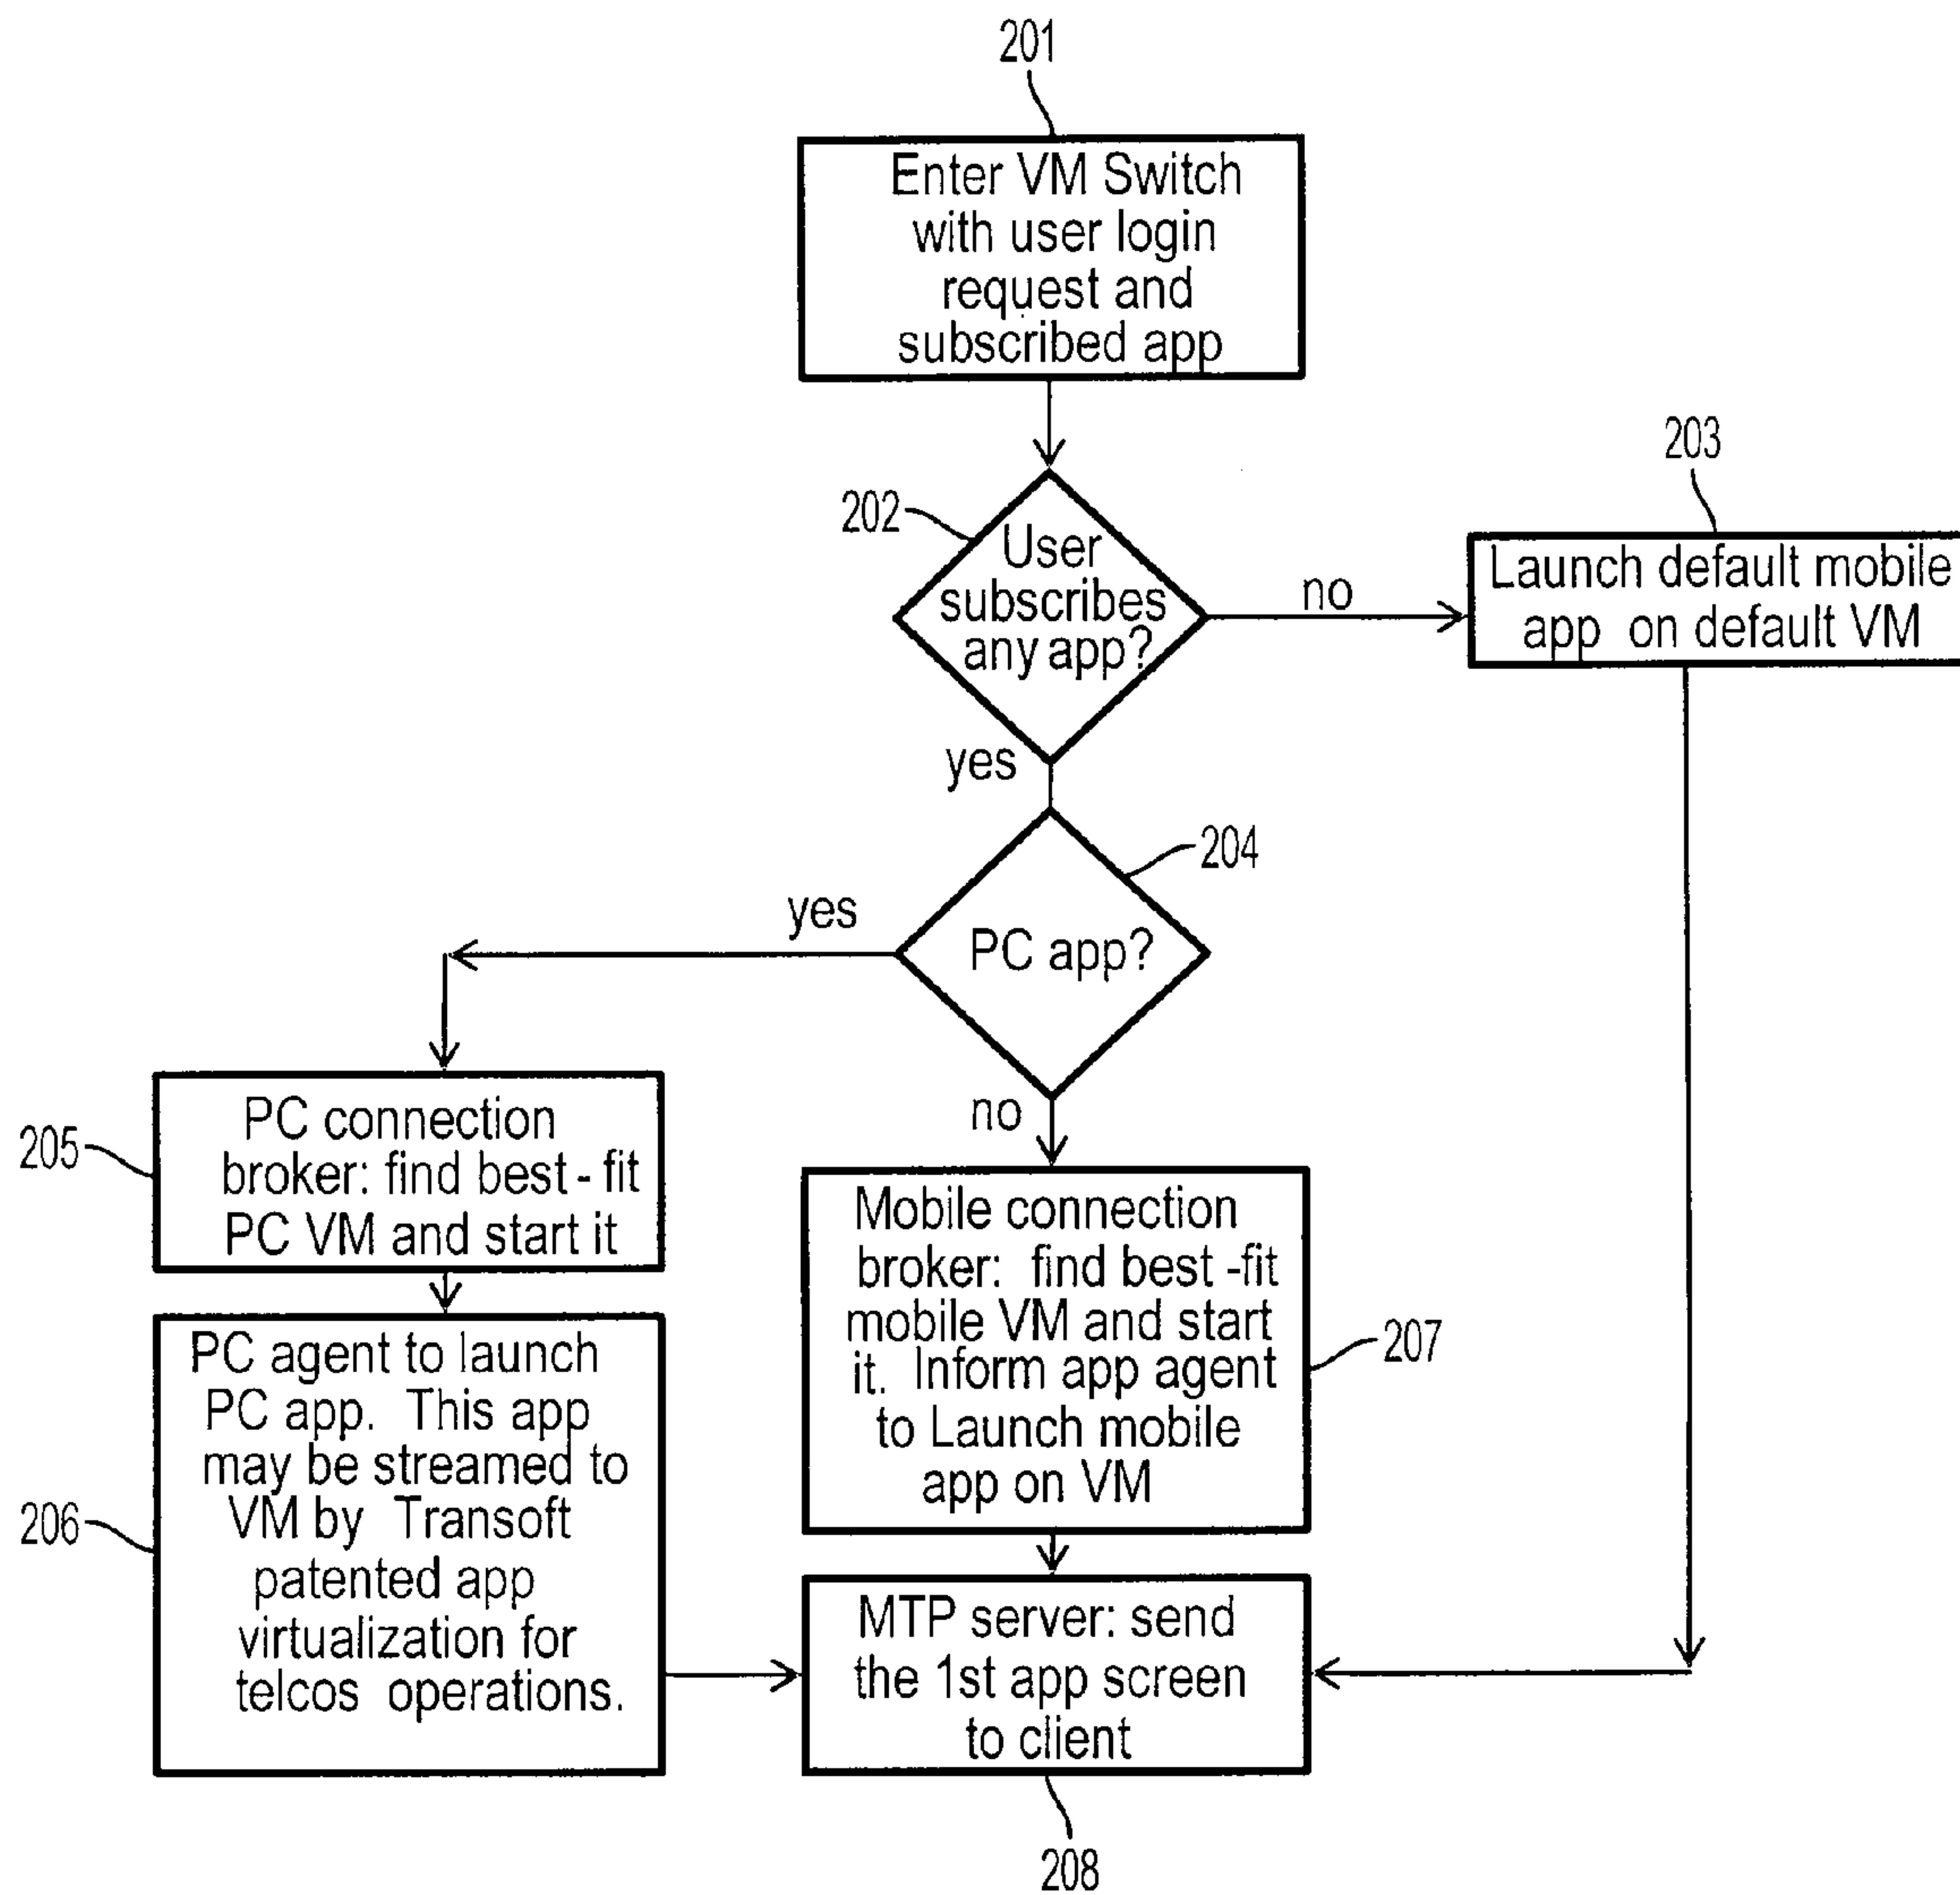 201
Enter VM Switch
with user login
request and
subscribed app
202
User
subscribes
any app?
no
203
Launch default mobile
app on default VM
yes
204
PC app?
yes
no
205
PC connection
broker: find best - fit
PC VM and start it
206
PC agent to launch
PC app. This app
may be streamed to
VM by Transoft
patented app
virtualization for
telcos operations.
207
Mobile connection
broker: find best -fit
mobile VM and start
it. Inform app agent
to Launch mobile
app on VM
MTP server: send
the 1st app screen
to client
208